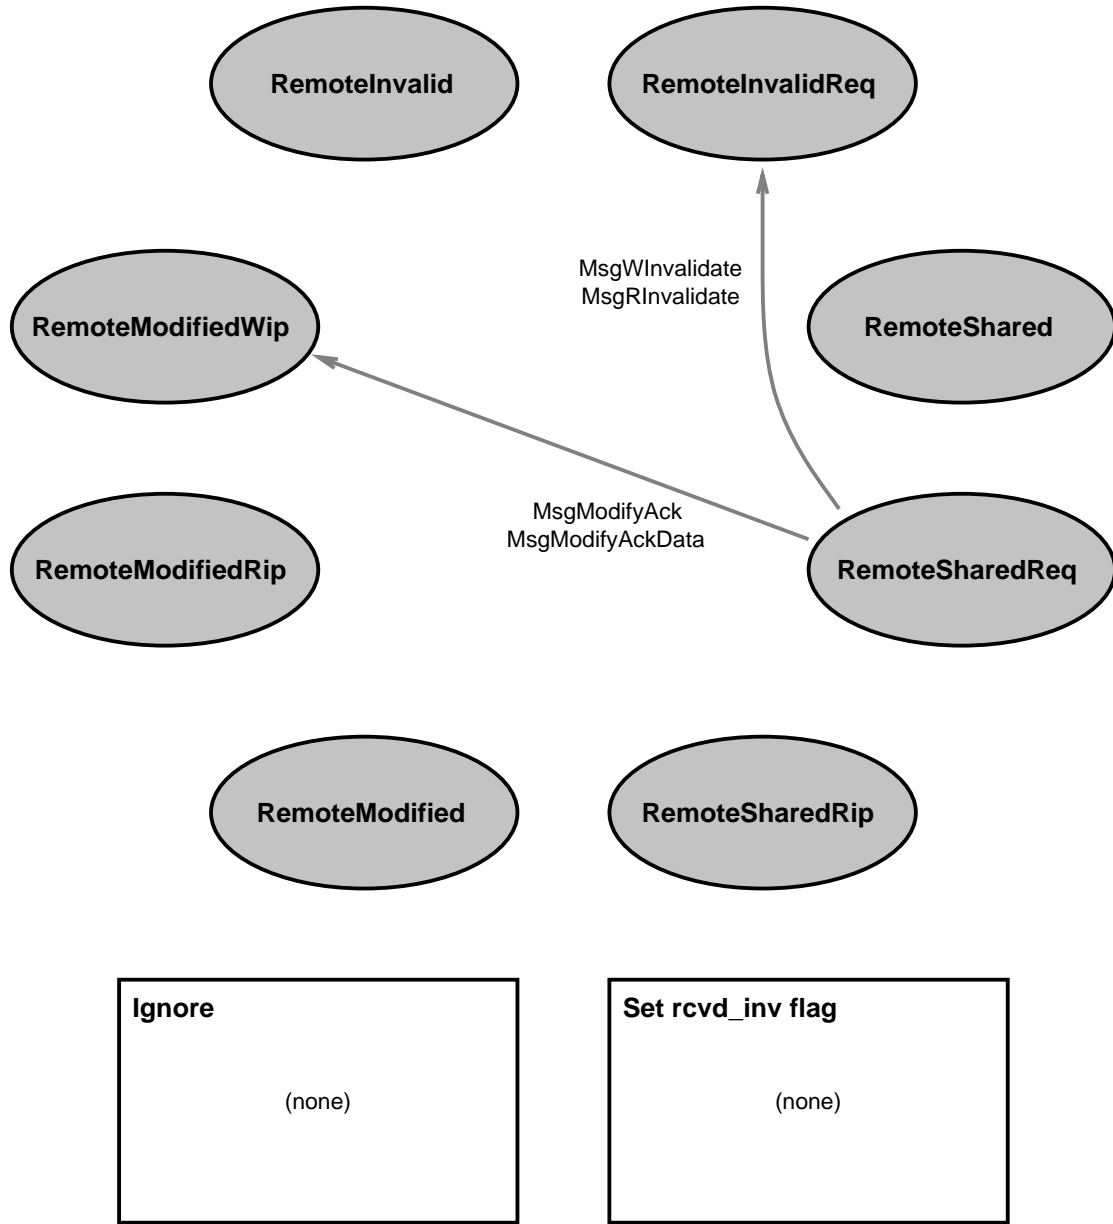 RemoteInvalid
RemoteInvalidReq
MsgWInvalidate
MsgRInvalidate
RemoteModifiedWip
RemoteShared
MsgModifyAck
MsgModifyAckData
RemoteModifiedRip
RemoteSharedReq
RemoteModified
RemoteSharedRip
Ignore
(none)
Set rcvd_inv flag
(none)